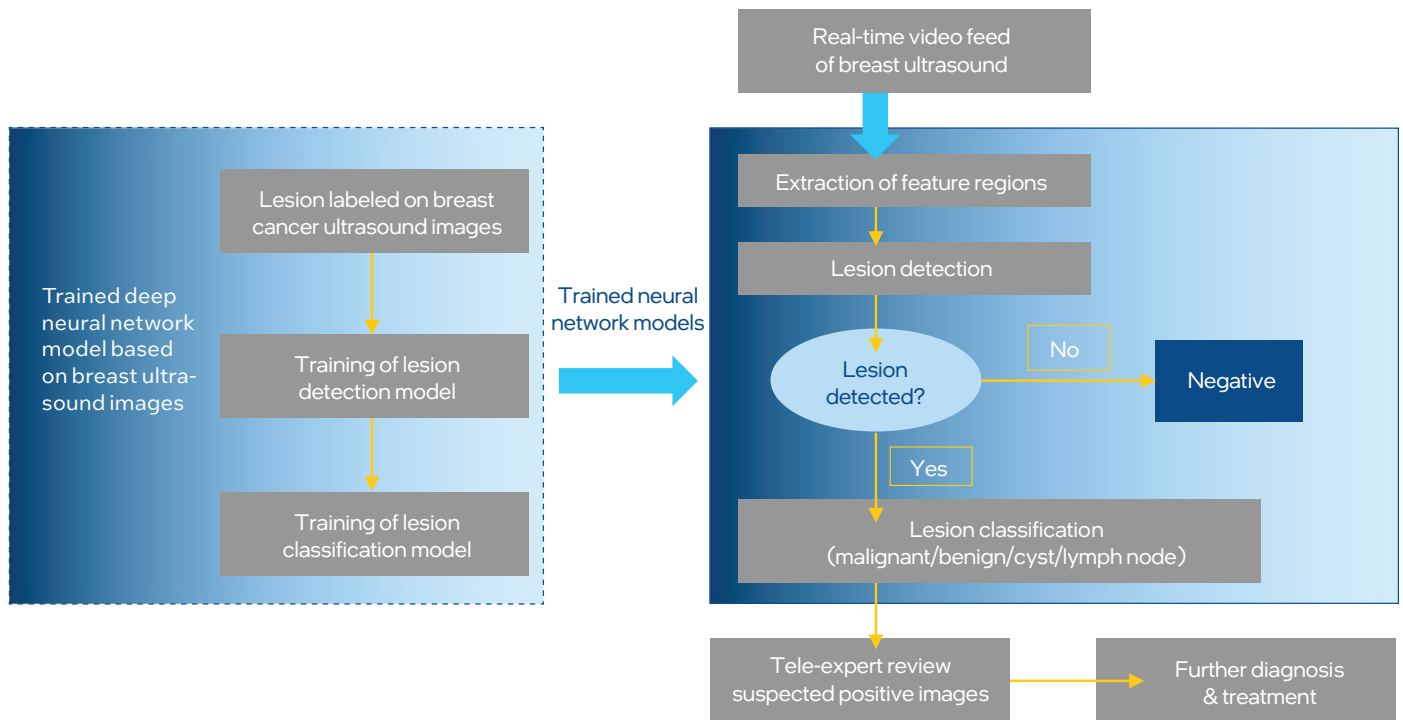 Real-time video feed
of breast ultrasound
Lesion labeled on breast
cancer ultrasound images
Trained deep
neural network
model based
on breast ultra-
sound images
Training of lesion
detection model
Training of lesion
classification model
Trained neural
network models
Extraction of feature regions
Lesion detection
Lesion
detected?
No
Negative
Yes
Lesion classification
(malignant/benign/cyst/lymph node)
Tele-expert review
suspected positive images
Further diagnosis
& treatment